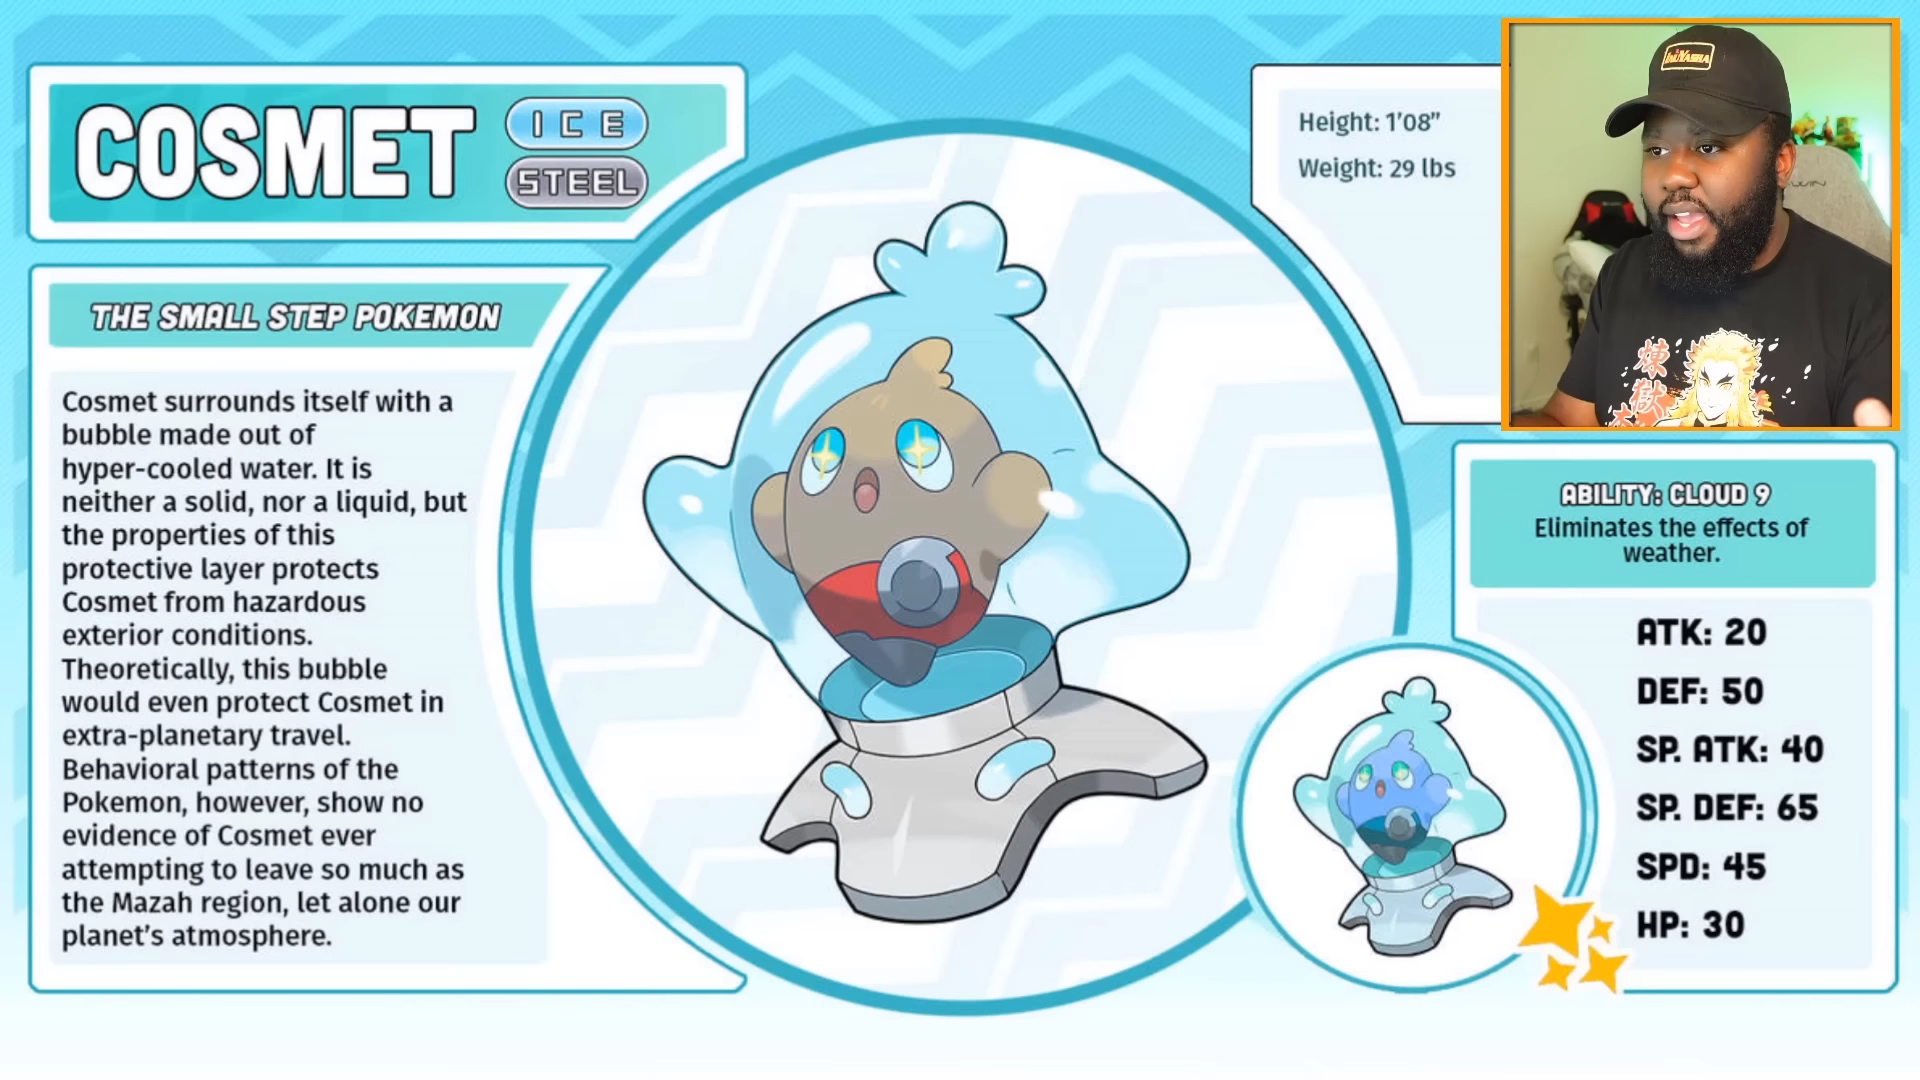 COSMET
ICE
STEEL
THE SMALL STEP POKEMON
Cosmet surrounds itself with a
bubble made out of
hyper-cooled water. It is
neither a solid, nor a liquid, but
the properties of this
protective layer protects
Cosmet from hazardous
exterior conditions.
Theoretically, this bubble
would even protect Cosmet in
extra-planetary travel.
Behavioral patterns of the
Pokemon, however, show no
evidence of Cosmet ever
attempting to leave so much as
the Mazah region, let alone our
planet's atmosphere.
Height: 1'08"
Weight: 29 lbs
INUYASHA
煉
獄
ABILITY: CLOUD 9
Eliminates the effects of
weather.
ATK: 20
DEF: 50
SP. ATK: 40
SP. DEF: 65
SPD: 45
HP: 30